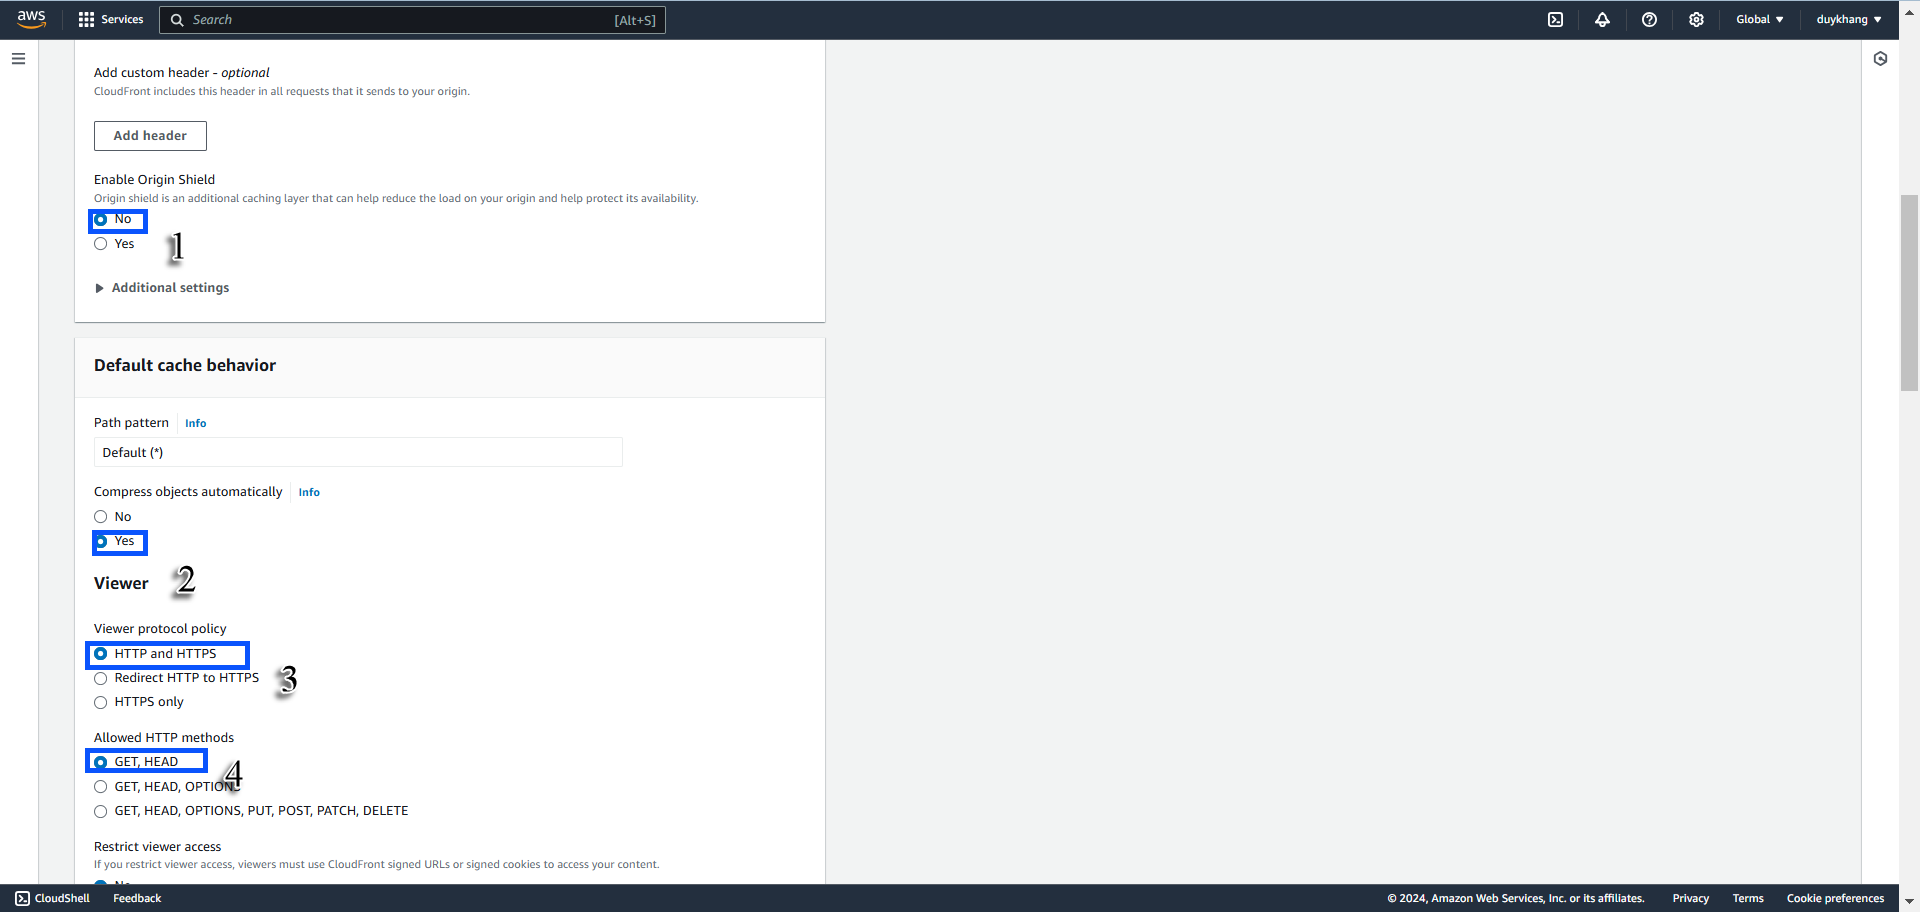 aws Services Search [Alt+S] Global duykhang
Add custom header - optional
CloudFront includes this header in all requests that it sends to your origin.
Add header
Enable Origin Shield
Origin shield is an additional caching layer that can help reduce the load on your origin and help protect its availability.
No
Yes
1
Additional settings
Default cache behavior
Path pattern Info
Default (*)
Compress objects automatically Info
No
Yes
Viewer 2
Viewer protocol policy
HTTP and HTTPS
Redirect HTTP to HTTPS 3
HTTPS only
Allowed HTTP methods
GET, HEAD
4
GET, HEAD, OPTIONS
GET, HEAD, OPTIONS, PUT, POST, PATCH, DELETE
Restrict viewer access
If you restrict viewer access, viewers must use CloudFront signed URLs or signed cookies to access your content.
CloudShell Feedback © 2024, Amazon Web Services, Inc. or its affiliates. Privacy Terms Cookie preferences